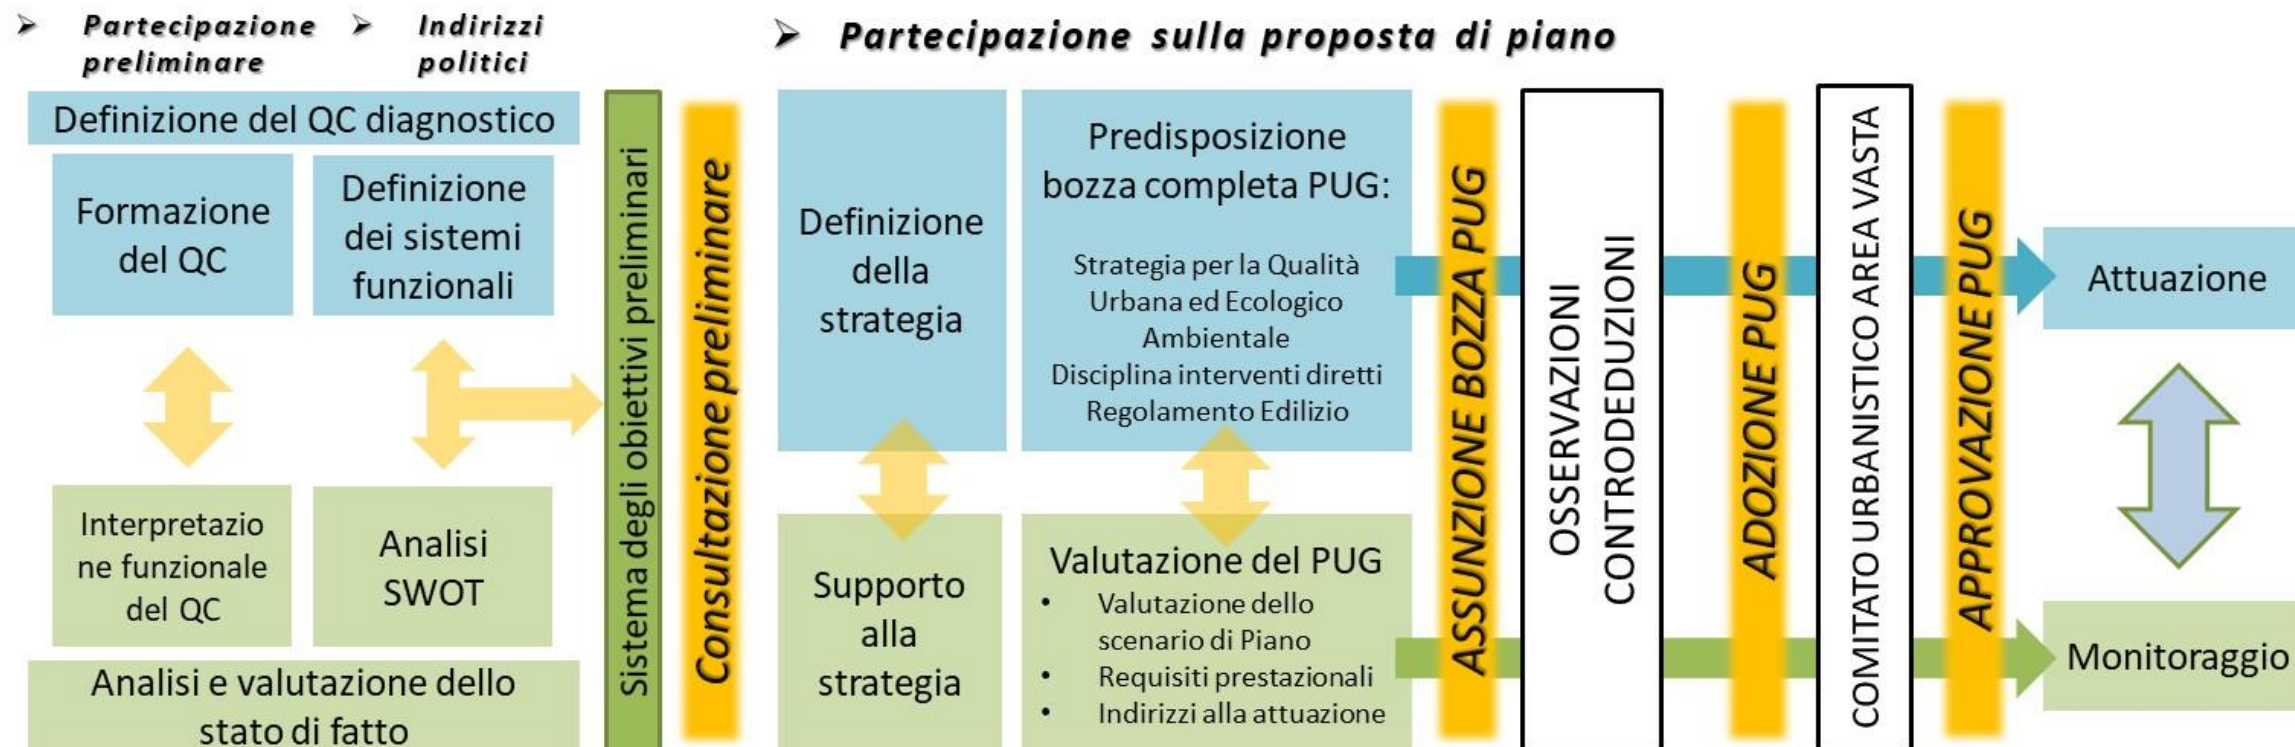 ➢ Partecipazione
preliminare
➢ Indirizzi
politici
➢ Partecipazione sulla proposta di piano
Definizione del QC diagnostico
Formazione
del QC
Definizione
dei sistemi
funzionali
Interpretazio
ne funzionale
del QC
Analisi
SWOT
Analisi e valutazione dello
stato di fatto
Sistema degli obiettivi preliminari
Consultazione preliminare
Definizione
della
strategia
Predisposizione
bozza completa PUG:
Strategia per la Qualità
Urbana ed Ecologico
Ambientale
Disciplina interventi diretti
Regolamento Edilizio
Supporto
alla
strategia
Valutazione del PUG
• Valutazione dello
scenario di Piano
• Requisiti prestazionali
• Indirizzi alla attuazione
ASSUNZIONE BOZZA PUG
OSSERVAZIONI
CONTRODEDUZIONI
ADOZIONE PUG
COMITATO URBANISTICO AREA VASTA
APPROVAZIONE PUG
Attuazione
Monitoraggio